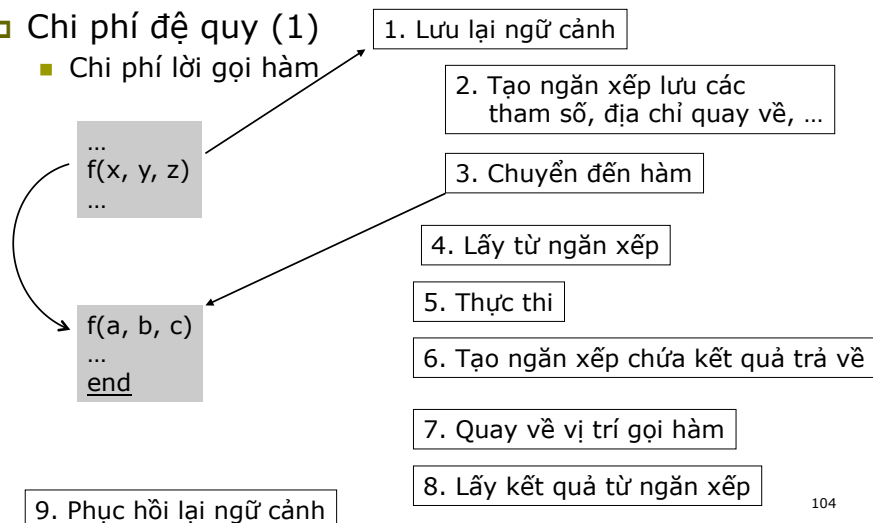 Chi phí đệ quy (1)
Chi phí lời gọi hàm
...
f(x, y, z)
...
f(a, b, c)
...
end
1. Lưu lại ngữ cảnh
2. Tạo ngăn xếp lưu các
tham số, địa chỉ quay về, ...
3. Chuyển đến hàm
4. Lấy từ ngăn xếp
5. Thực thi
6. Tạo ngăn xếp chứa kết quả trả về
7. Quay về vị trí gọi hàm
8. Lấy kết quả từ ngăn xếp
9. Phục hồi lại ngữ cảnh
104